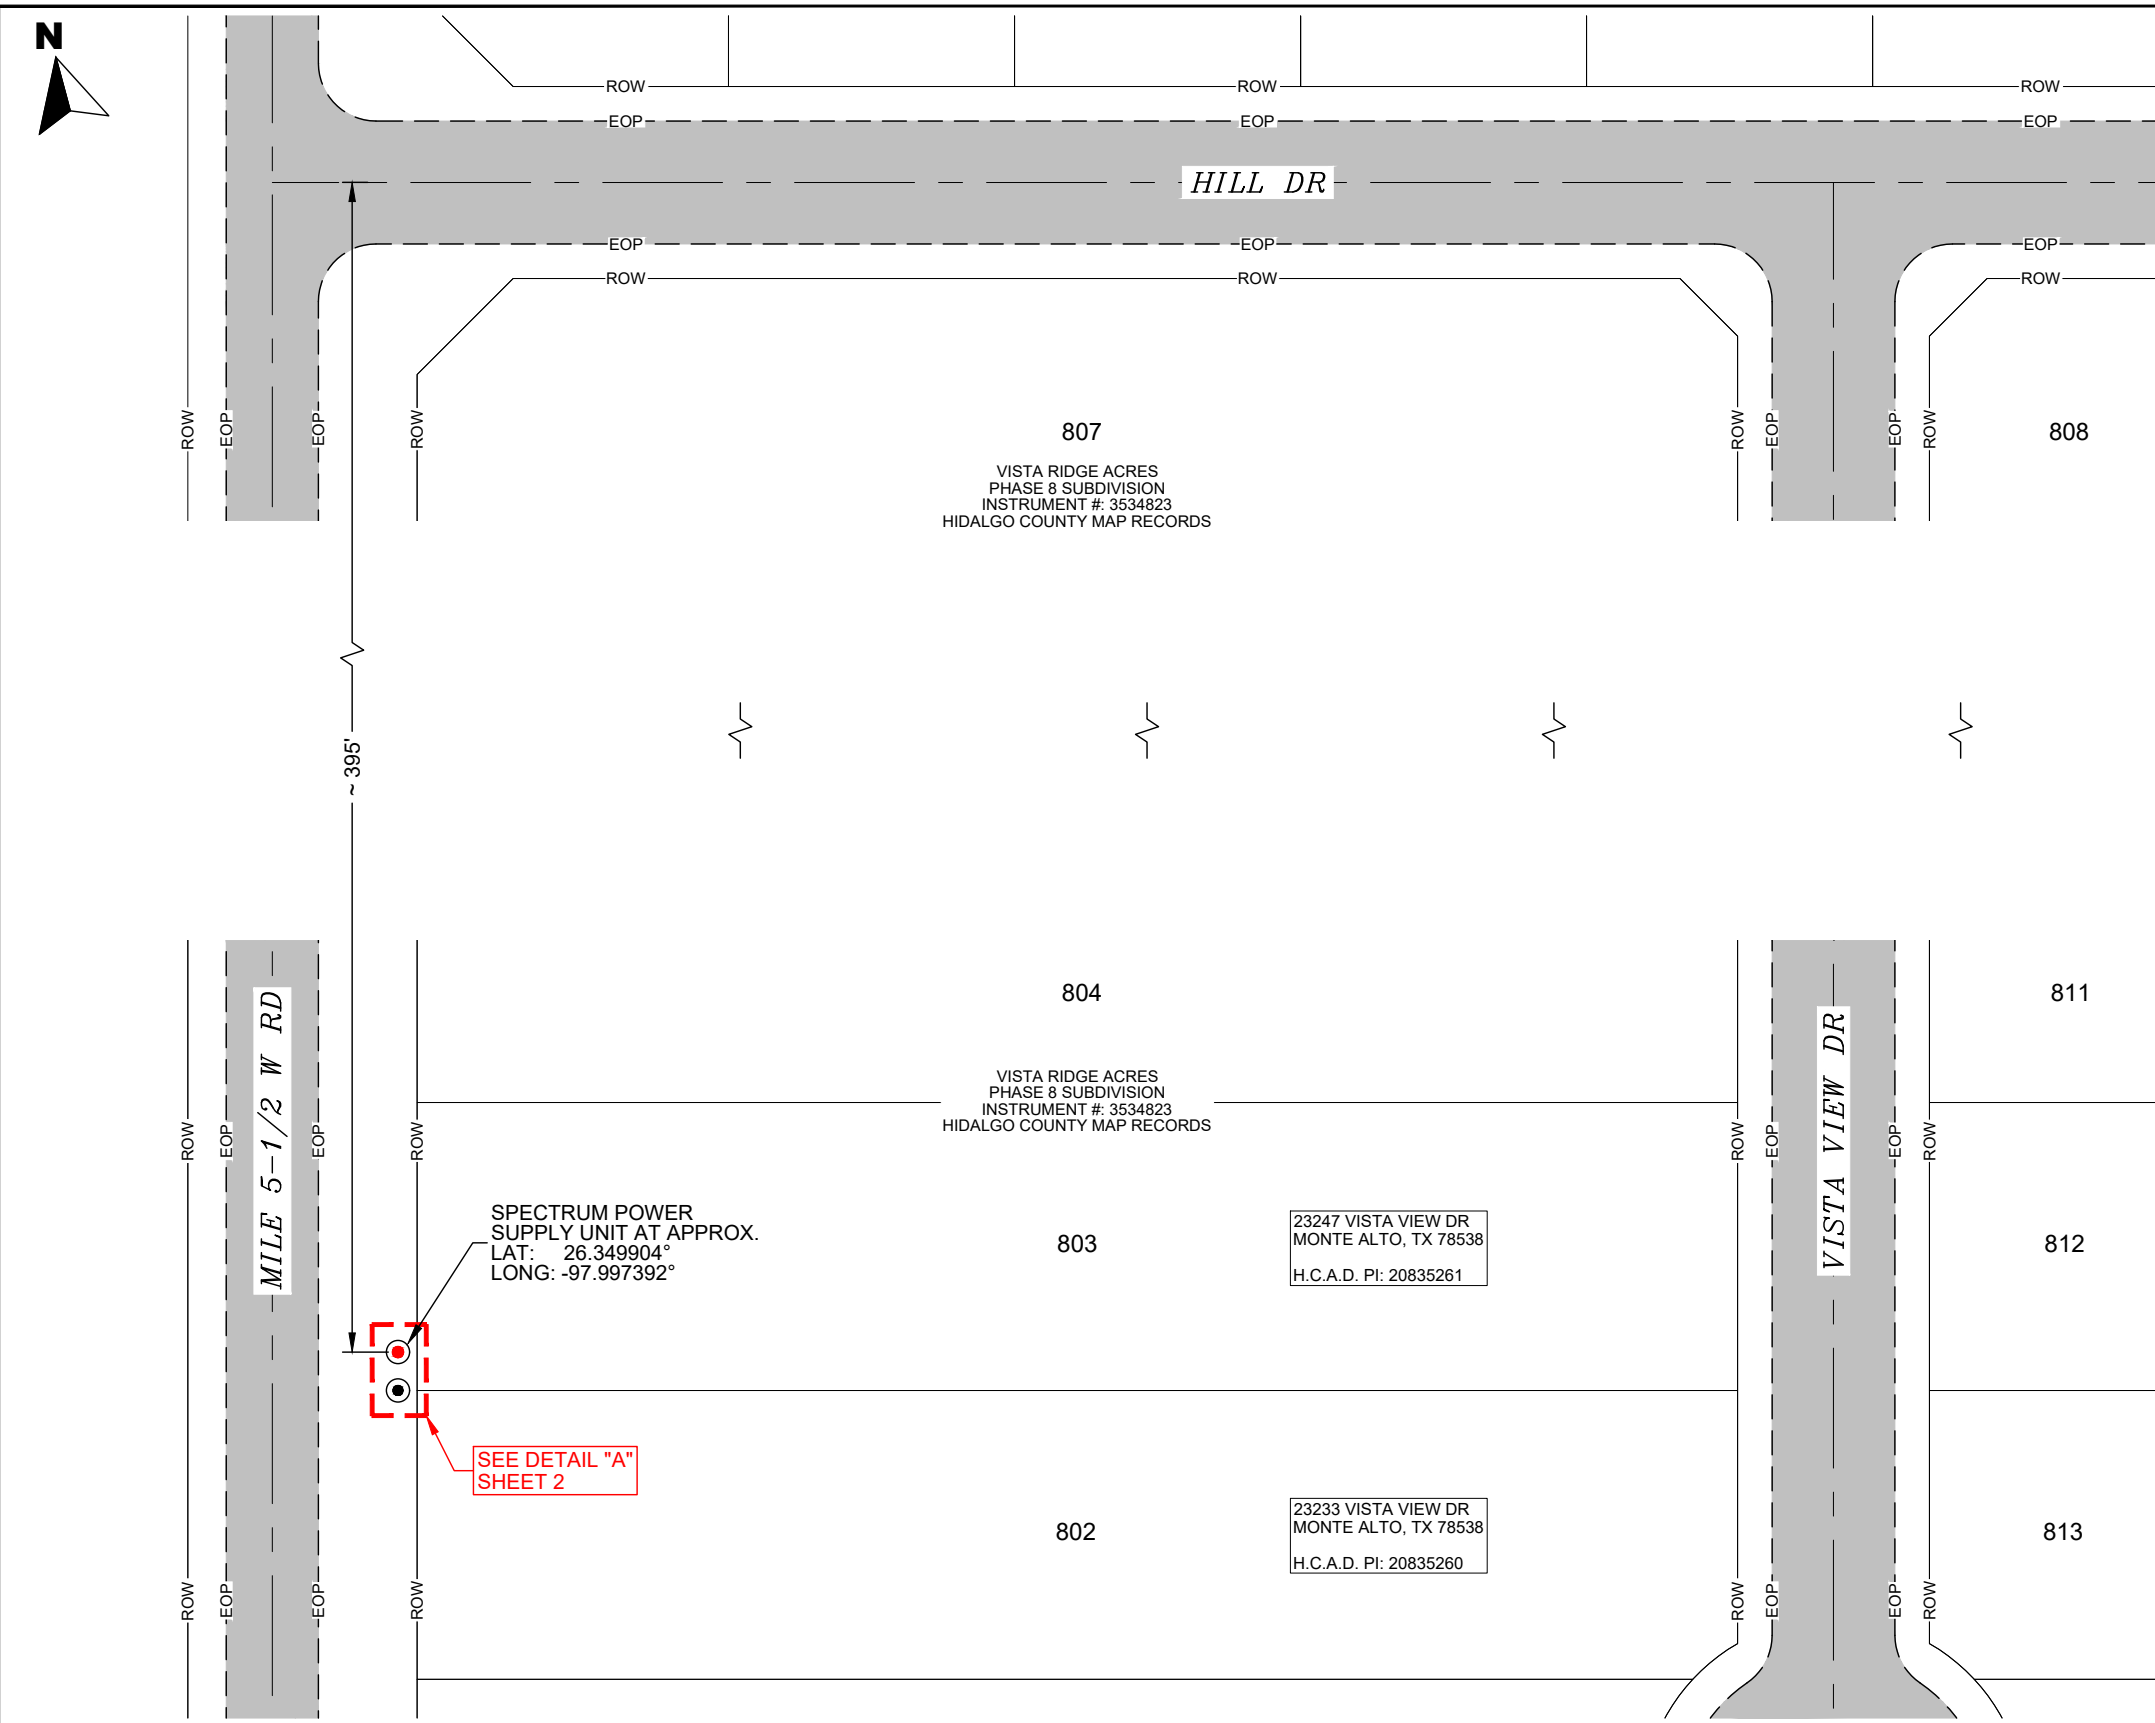 N
ROW
ROW
ROW
EOP
EOP
EOP
HILL DR
EOP
EOP
EOP
ROW
ROW
ROW
ROW
EOP
EOP
ROW
807
VISTA RIDGE ACRES
PHASE 8 SUBDIVISION
INSTRUMENT #: 3534823
HIDALGO COUNTY MAP RECORDS
ROW
EOP
EOP
ROW
808
~ 395'
804
811
VISTA RIDGE ACRES
PHASE 8 SUBDIVISION
INSTRUMENT #: 3534823
HIDALGO COUNTY MAP RECORDS
MILE 5-1/2 W RD
VISTA VIEW DR
ROW
EOP
EOP
ROW
ROW
EOP
EOP
ROW
SPECTRUM POWER
SUPPLY UNIT AT APPROX.
LAT: 26.349904°
LONG: -97.997392°
803
23247 VISTA VIEW DR
MONTE ALTO, TX 78538
H.C.A.D. PI: 20835261
812
SEE DETAIL "A"
SHEET 2
802
23233 VISTA VIEW DR
MONTE ALTO, TX 78538
H.C.A.D. PI: 20835260
813
ROW
EOP
EOP
ROW
ROW
EOP
EOP
ROW